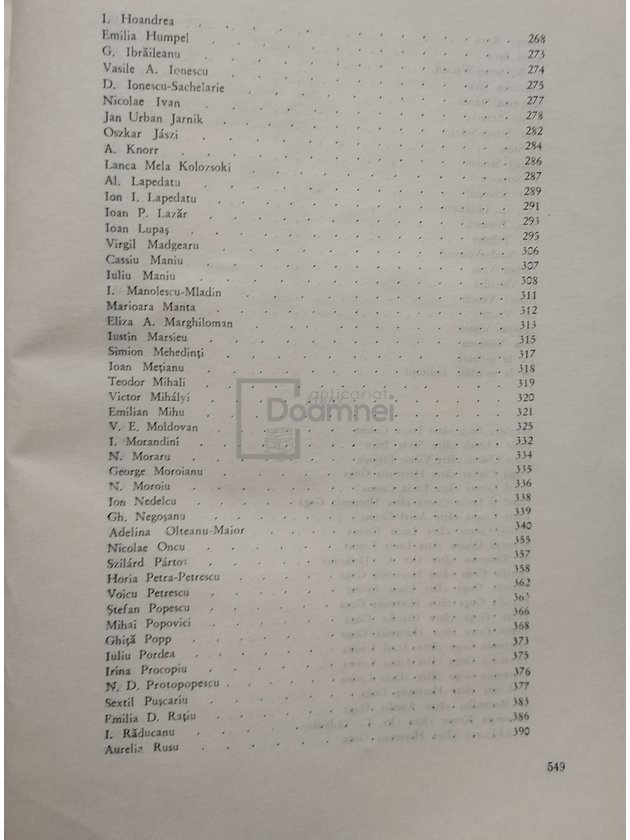 I. Hoandrea 268
Emilia Humpel 273
G. Ibrăileanu 274
Vasile A. Ionescu 275
D. Ionescu-Sachelarie 277
Nicolae Ivan 278
Jan Urban Jarnik 282
Oszkar Jászi 284
A. Knorr 286
Lanca Mela Kolozsoki 287
Al. Lapedatu 289
Ion I. Lapedatu 291
Ioan P. Lazăr 293
Ioan Lupaș 295
Virgil Madgearu 306
Cassiu Maniu 307
Iuliu Maniu 308
I. Manolescu-Mladin 311
Marioara Manta 312
Eliza A. Marghiloman 313
Iustin Marsieu 315
Simion Mehedinți 317
Ioan Mețianu 318
Teodor Mihali 319
Victor Mihályi 320
Emilian Mihu 321
V. E. Moldovan 325
I. Morandini 332
N. Moraru 334
George Moroianu 335
N. Moroiu 336
Ion Nedelcu 338
Gh. Negoșanu 339
Adelina Olteanu-Maior 340
Nicolae Oncu 355
Szilárd Pártos 357
Horia Petra-Petrescu 358
Voicu Petrescu 362
Ștefan Popescu 363
Mihai Popovici 366
Ghiță Popp 368
Iuliu Pordea 373
Irina Procopiu 375
N. D. Protopopescu 376
Sextil Pușcariu 377
Emilia D. Rațiu 383
I. Răducanu 386
Aurelia Rusu 390
549
anticariat
Doamnei